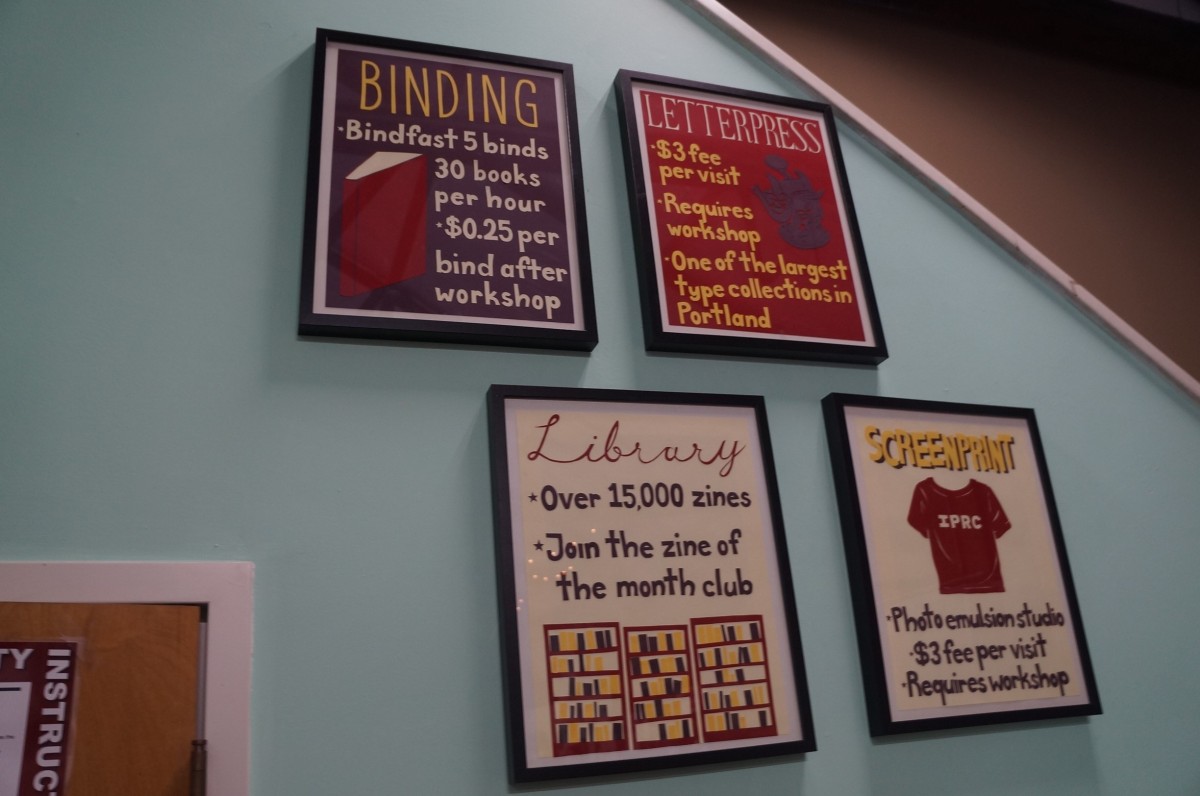 BINDING
·Bindfast 5 binds
30 books
per hour
·$0.25 per
bind after
workshop
LETTERPRESS
·$3 fee
per visit
·Requires
workshop
·One of the largest
type collections in
Portland
Library
*Over 15,000 zines
*Join the zine of
the month club
SCREENPRINT
IPRC
·Photo emulsion studio
·$3 fee per visit
·Requires workshop
TY
INSTRUC